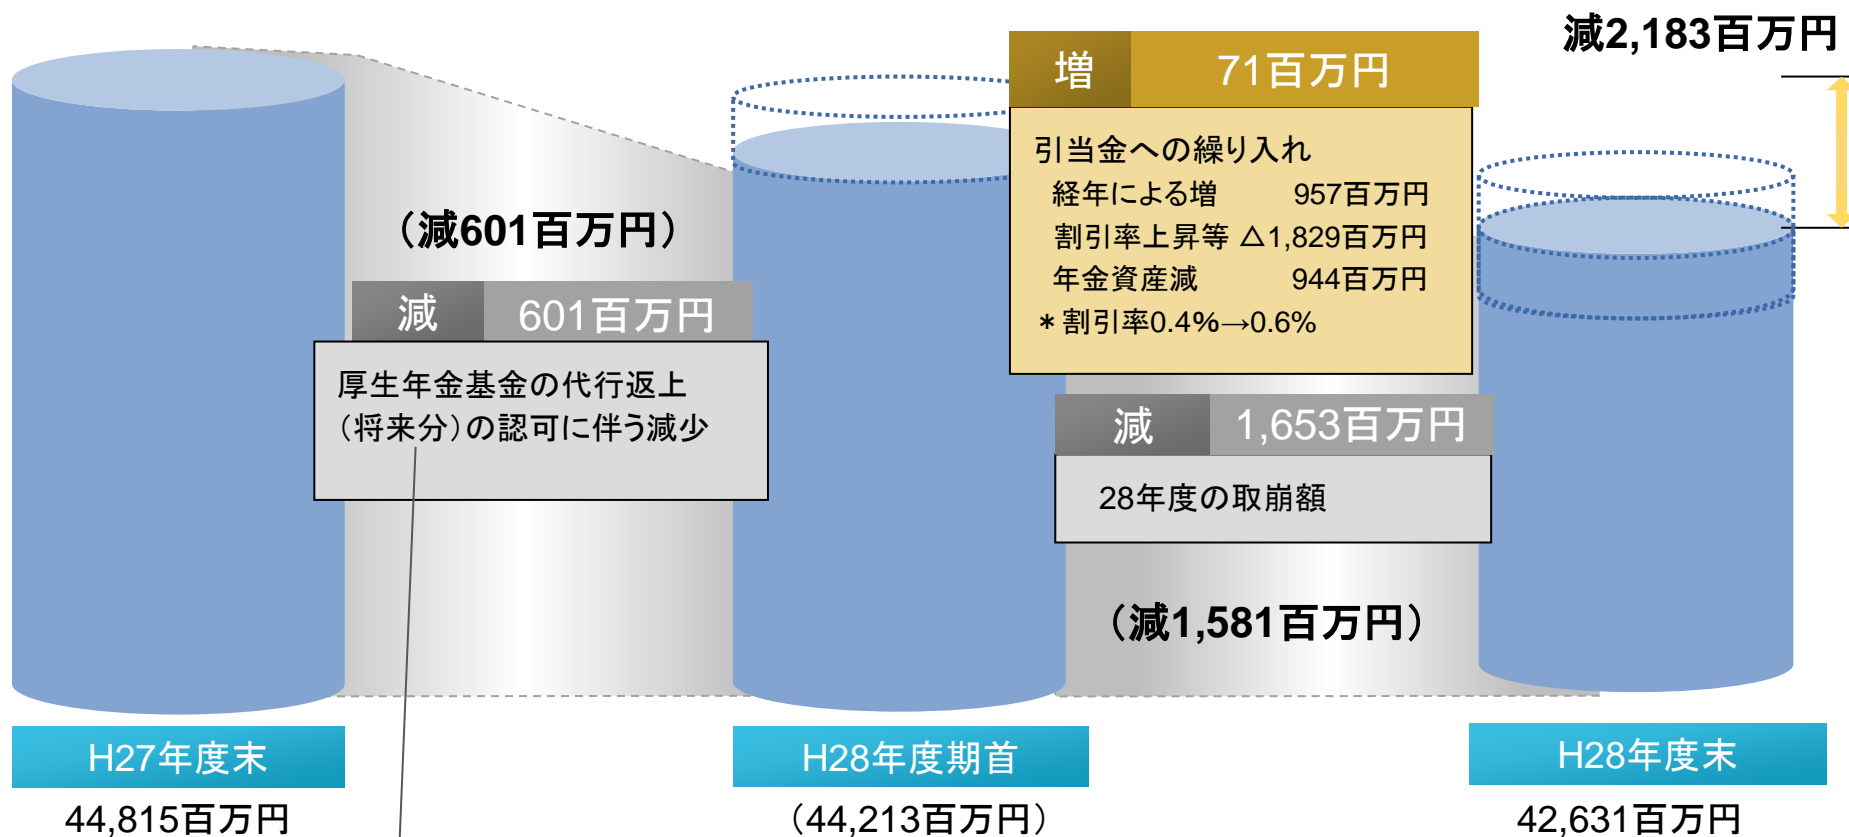 減2,183百万円
増 71百万円
引当金への繰り入れ
経年による増 957百万円
割引率上昇等 △1,829百万円
年金資産減 944百万円
＊割引率0.4%→0.6%
（減601百万円）
減 601百万円
厚生年金基金の代行返上
（将来分）の認可に伴う減少
減 1,653百万円
28年度の取崩額
（減1,581百万円）
H27年度末
H28年度期首
H28年度末
44,815百万円
（44,213百万円）
42,631百万円